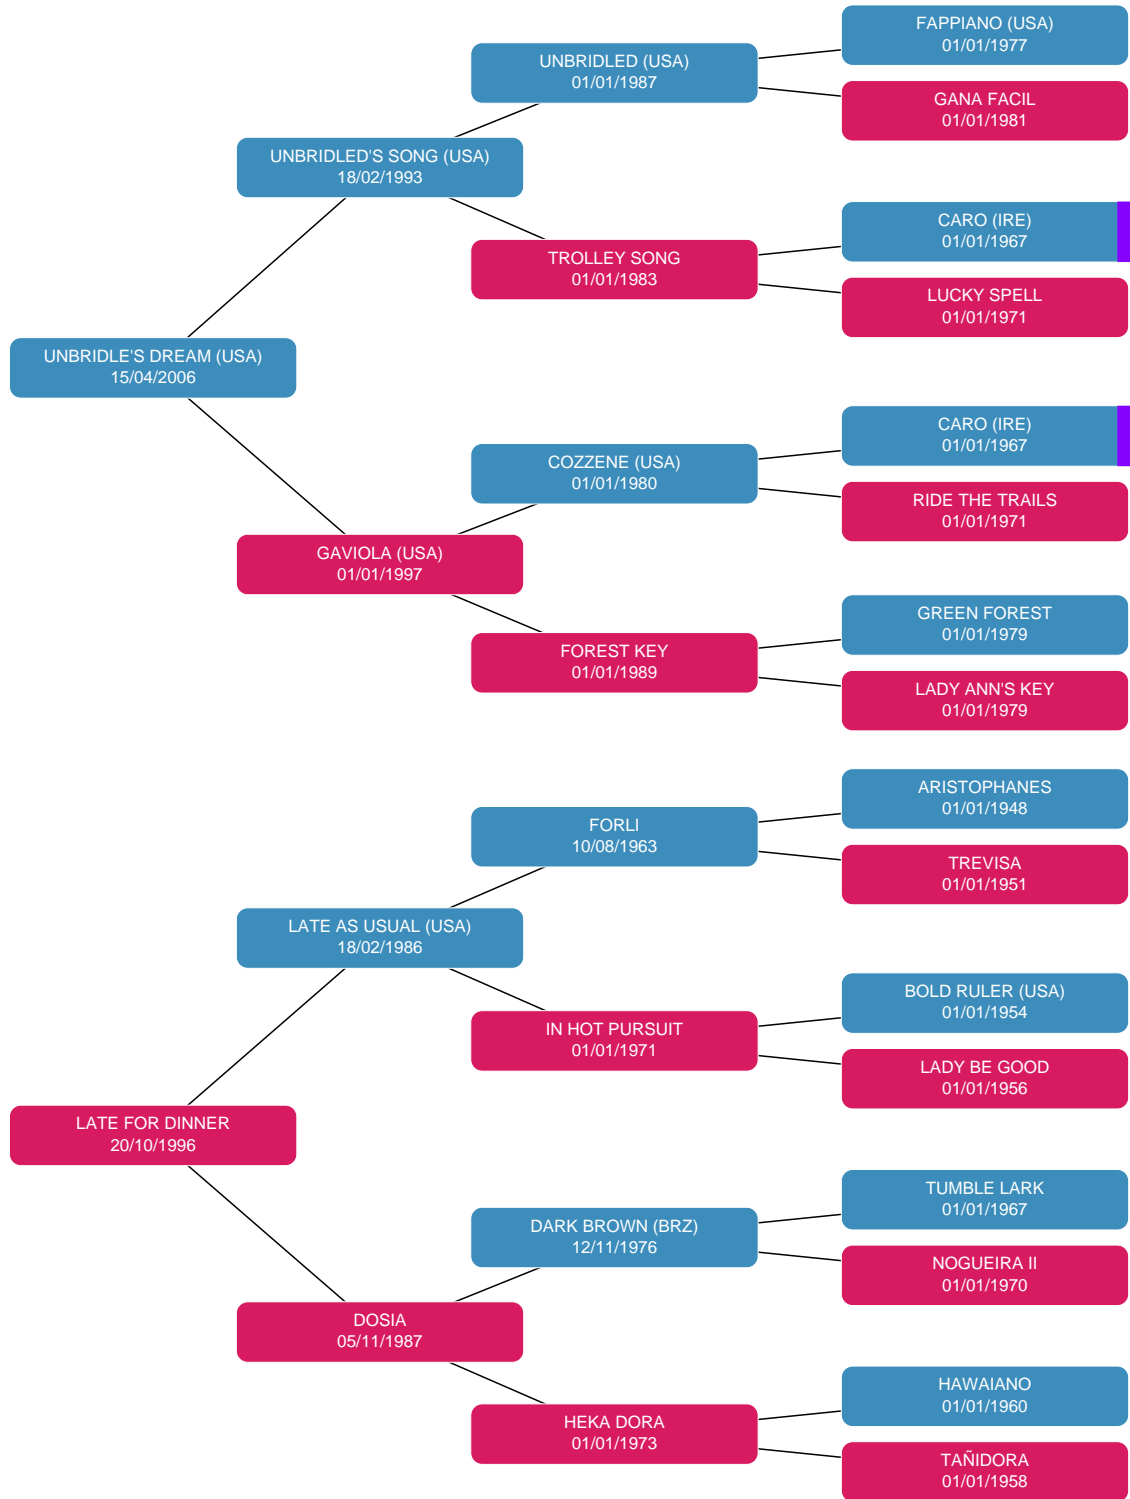 FAPPIANO (USA)
01/01/1977
UNBRIDLED (USA)
01/01/1987
GANA FACIL
01/01/1981
UNBRIDLED'S SONG (USA)
18/02/1993
CARO (IRE)
01/01/1967
TROLLEY SONG
01/01/1983
LUCKY SPELL
01/01/1971
UNBRIDLE'S DREAM (USA)
15/04/2006
CARO (IRE)
01/01/1967
COZZENE (USA)
01/01/1980
RIDE THE TRAILS
01/01/1971
GAVIOLA (USA)
01/01/1997
GREEN FOREST
01/01/1979
FOREST KEY
01/01/1989
LADY ANN'S KEY
01/01/1979
ARISTOPHANES
01/01/1948
FORLI
10/08/1963
TREVISA
01/01/1951
LATE AS USUAL (USA)
18/02/1986
BOLD RULER (USA)
01/01/1954
IN HOT PURSUIT
01/01/1971
LADY BE GOOD
01/01/1956
LATE FOR DINNER
20/10/1996
TUMBLE LARK
01/01/1967
DARK BROWN (BRZ)
12/11/1976
NOGUEIRA II
01/01/1970
DOSIA
05/11/1987
HAWAIANO
01/01/1960
HEKA DORA
01/01/1973
TAÑIDORA
01/01/1958